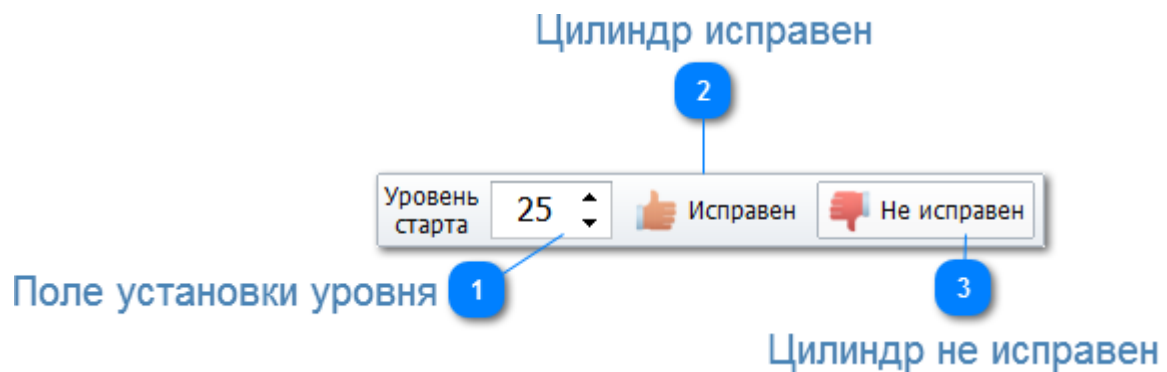 Цилиндр исправен
2
Уровень
старта
25
Исправен
Не исправен
Поле установки уровня
1
3
Цилиндр не исправен